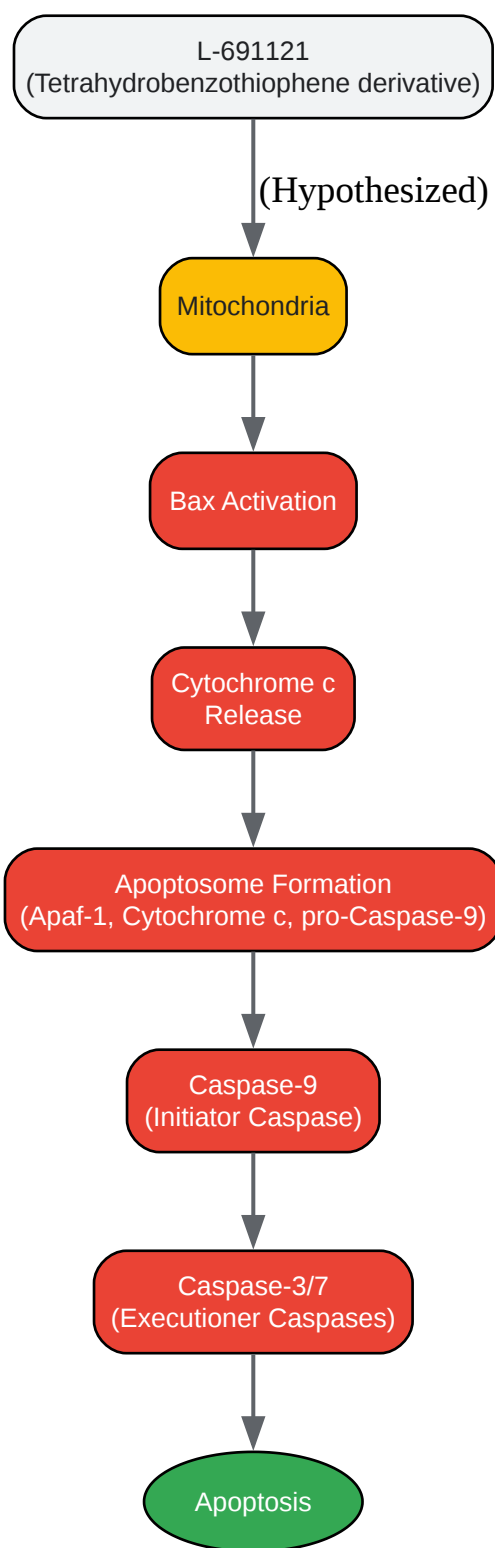 L-691121
(Tetrahydrobenzothiophene derivative)
(Hypothesized)
Mitochondria
Bax Activation
Cytochrome c
Release
Apoptosome Formation
(Apaf-1, Cytochrome c, pro-Caspase-9)
Caspase-9
(Initiator Caspase)
Caspase-3/7
(Executioner Caspases)
Apoptosis